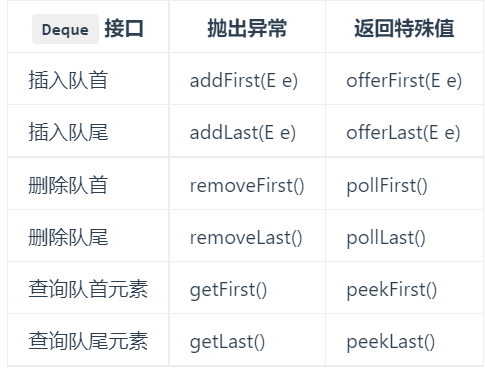 Deque 接口 抛出异常 返回特殊值
插入队首 addFirst(E e) offerFirst(E e)
插入队尾 addLast(E e) offerLast(E e)
删除队首 removeFirst() pollFirst()
删除队尾 removeLast() pollLast()
查询队首元素 getFirst() peekFirst()
查询队尾元素 getLast() peekLast()